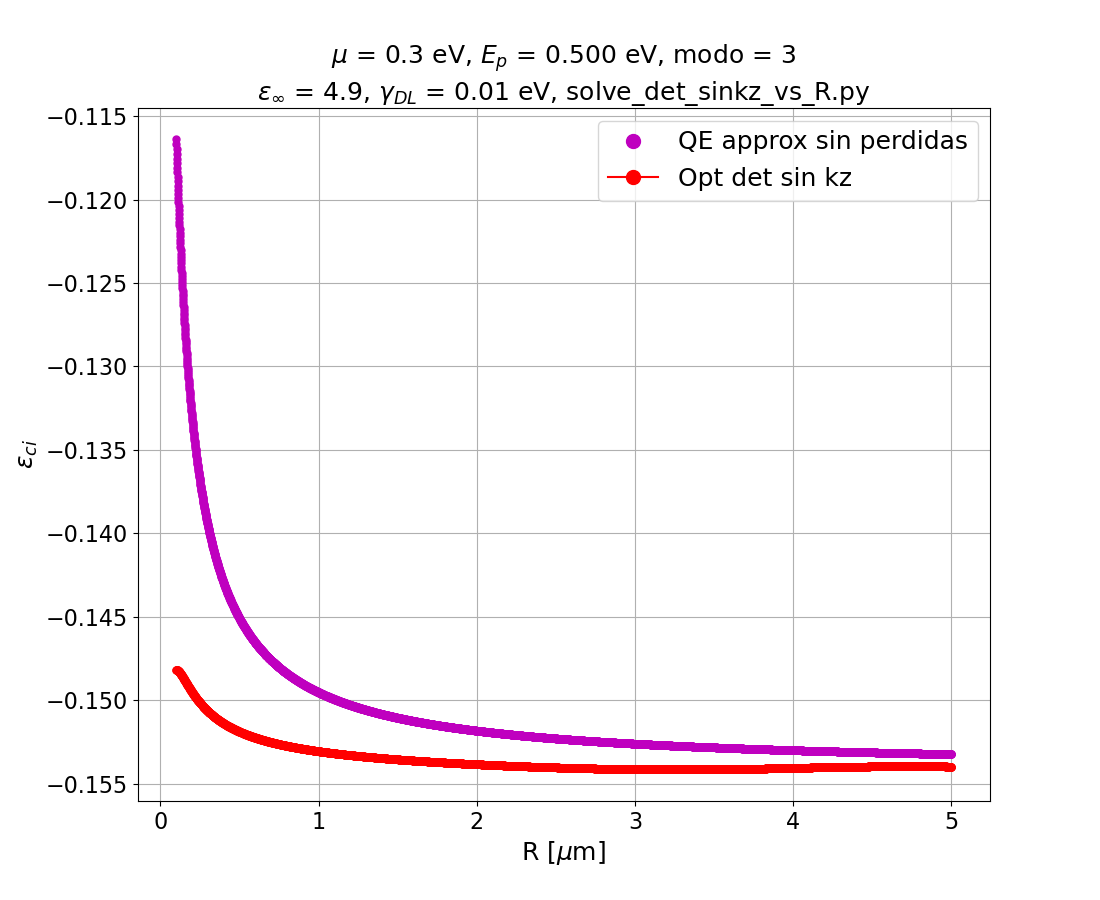 μ = 0.3 eV, E_p = 0.500 eV, modo = 3
ε_∞ = 4.9, γ_DL = 0.01 eV, solve_det_sinkz_vs_R.py
QE approx sin perdidas
Opt det sin kz
−0.115
−0.120
−0.125
−0.130
−0.135
−0.140
−0.145
−0.150
−0.155
ε_ci
0 1 2 3 4 5
R [μm]